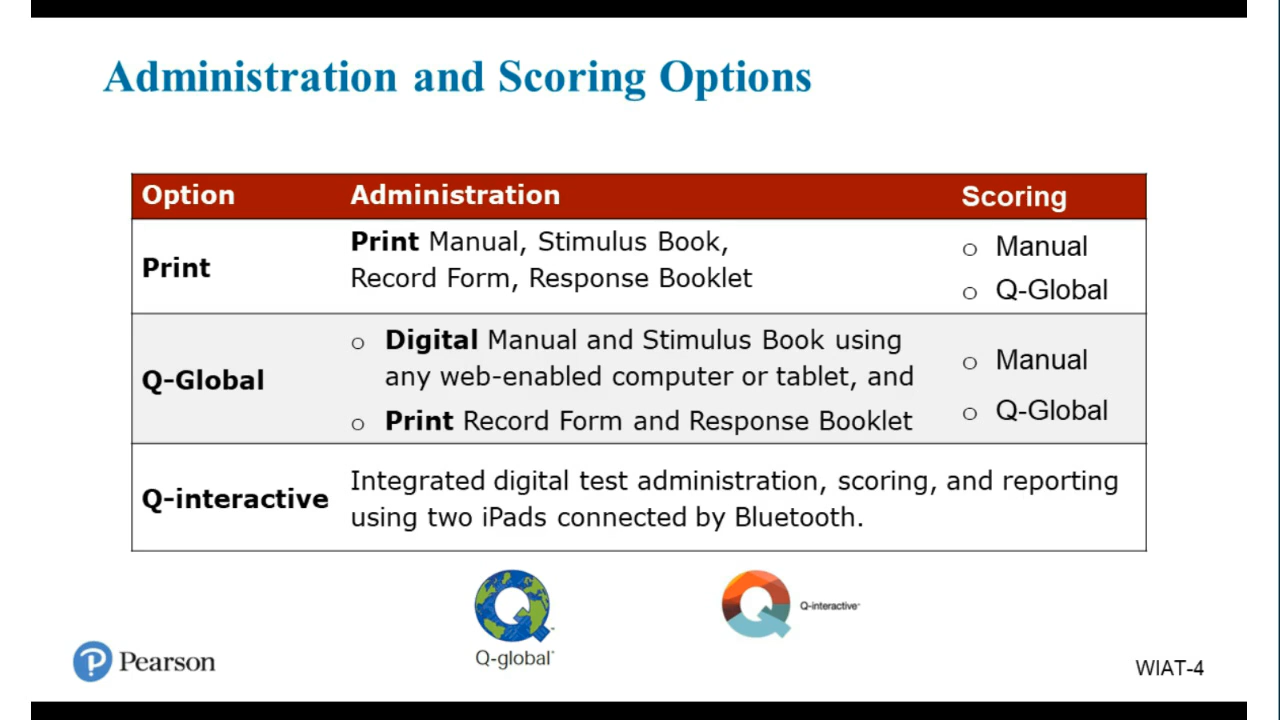 Administration and Scoring Options
Option Administration Scoring
Print
Print Manual, Stimulus Book,
Record Form, Response Booklet
o Manual
o Q-Global
Q-Global
o Digital Manual and Stimulus Book using
any web-enabled computer or tablet, and
o Print Record Form and Response Booklet
o Manual
o Q-Global
Q-interactive
Integrated digital test administration, scoring, and reporting
using two iPads connected by Bluetooth.
Q-global
Q-interactive
Pearson
WIAT-4